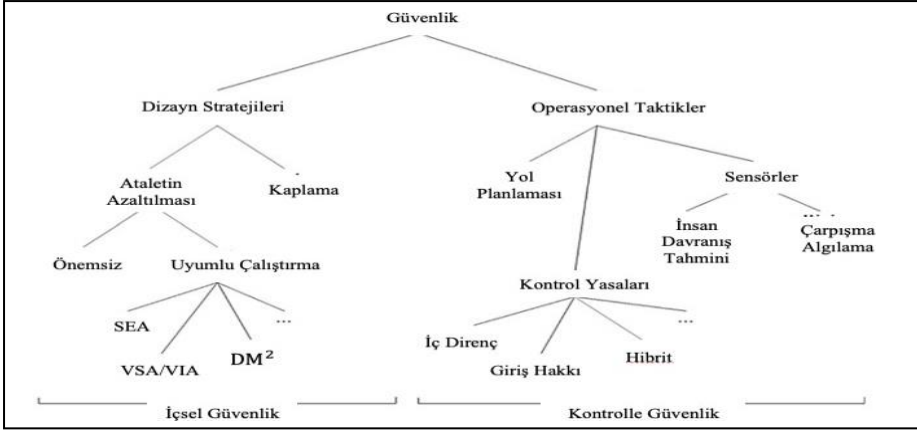 Güvenlik
Dizayn Stratejileri
Operasyonel Taktikler
Ataletin
Azaltılması
Kaplama
Yol
Planlaması
Sensörler
Önemsiz
Uyumlu Çalıştırma
İnsan
Davranış
Tahmini
Çarpışma
Algılama
Kontrol Yasaları
SEA
VSA/VIA
DM²
...
İç Direnç
Giriş Hakkı
Hibrit
...
İçsel Güvenlik
Kontrolle Güvenlik